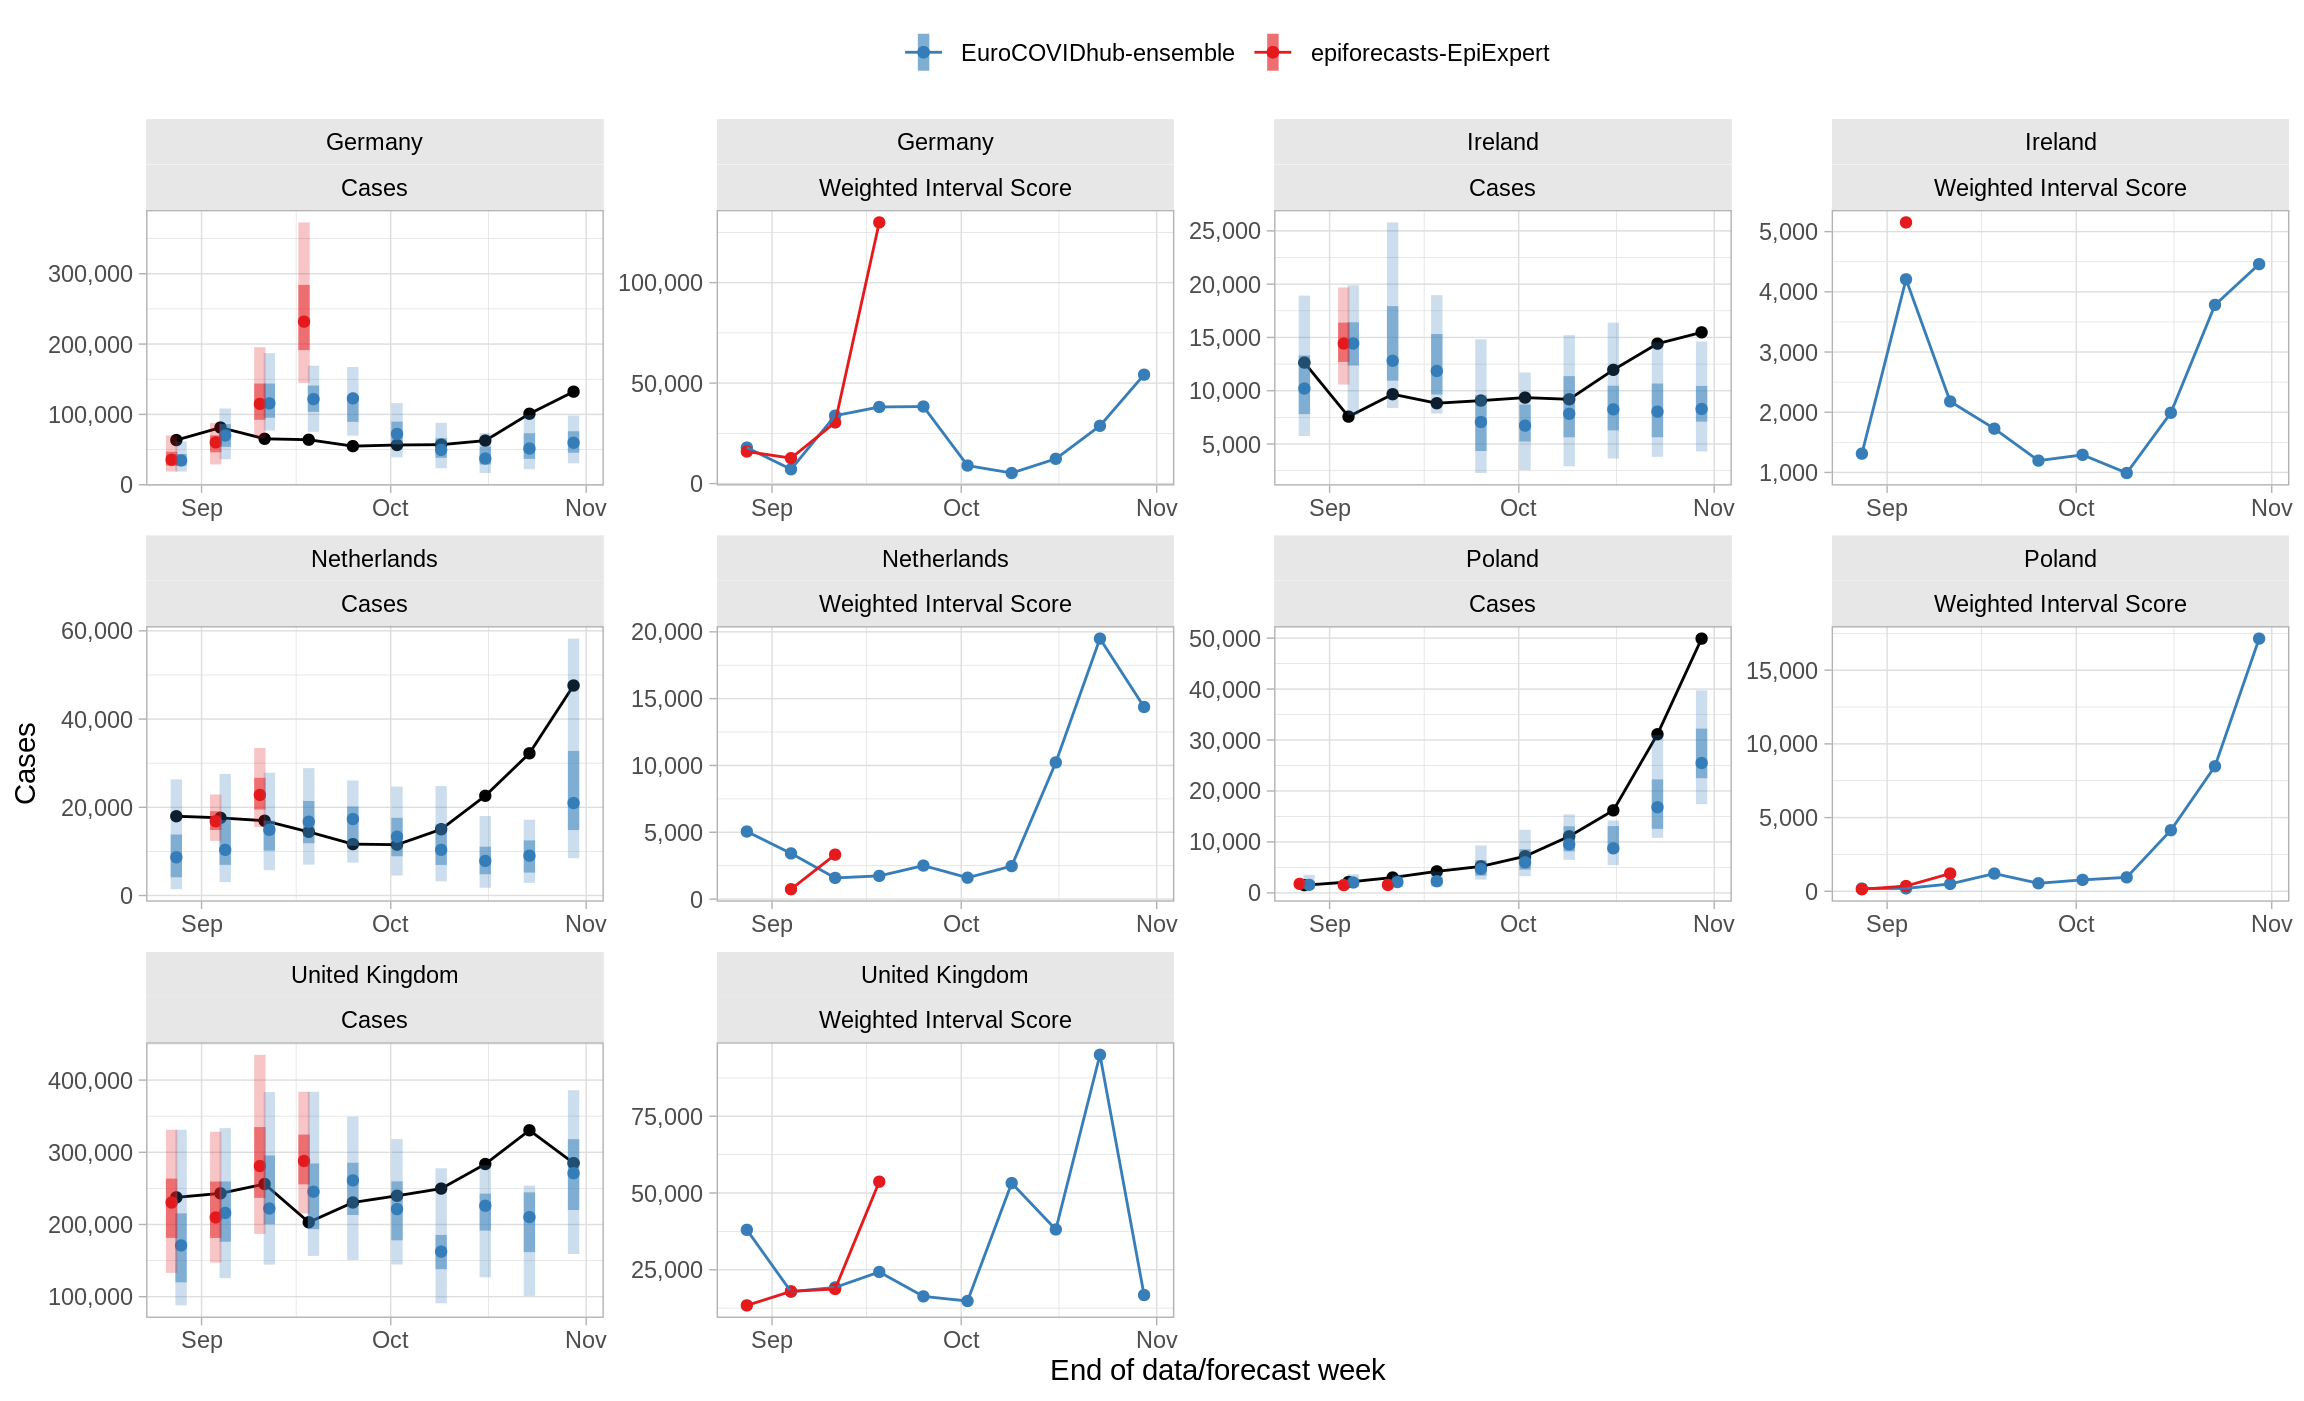 EuroCOVIDhub-ensemble epiforecasts-EpiExpert
Germany Germany Ireland Ireland
Cases Weighted Interval Score Cases Weighted Interval Score
300,000
200,000
100,000
0
Sep Oct Nov
100,000
50,000
0
Sep Oct Nov
25,000
20,000
15,000
10,000
5,000
Sep Oct Nov
5,000
4,000
3,000
2,000
1,000
Sep Oct Nov
Netherlands Netherlands Poland Poland
Cases Weighted Interval Score Cases Weighted Interval Score
60,000
40,000
20,000
0
Sep Oct Nov
20,000
15,000
10,000
5,000
0
Sep Oct Nov
50,000
40,000
30,000
20,000
10,000
0
Sep Oct Nov
15,000
10,000
5,000
0
Sep Oct Nov
Cases
United Kingdom United Kingdom
Cases Weighted Interval Score
400,000
300,000
200,000
100,000
Sep Oct Nov
75,000
50,000
25,000
Sep Oct Nov
End of data/forecast week